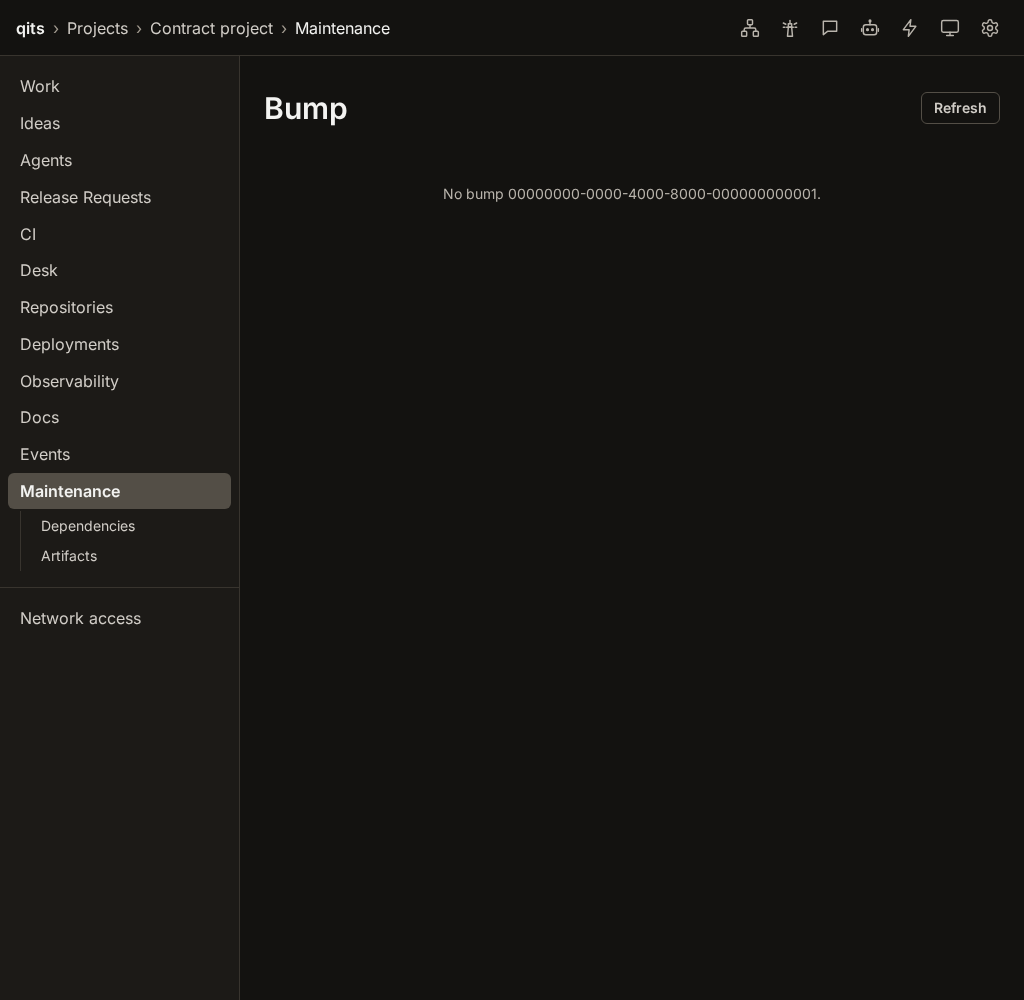 qits › Projects › Contract project › Maintenance
Work
Ideas
Agents
Release Requests
CI
Desk
Repositories
Deployments
Observability
Docs
Events
Maintenance
Dependencies
Artifacts
Network access
Bump
Refresh
No bump 00000000-0000-4000-8000-000000000001.